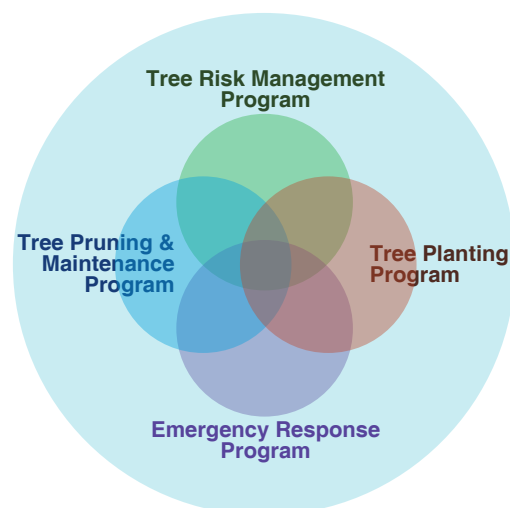 Tree Risk Management
Program
Tree Pruning &
Maintenance
Program
Tree Planting
Program
Emergency Response
Program